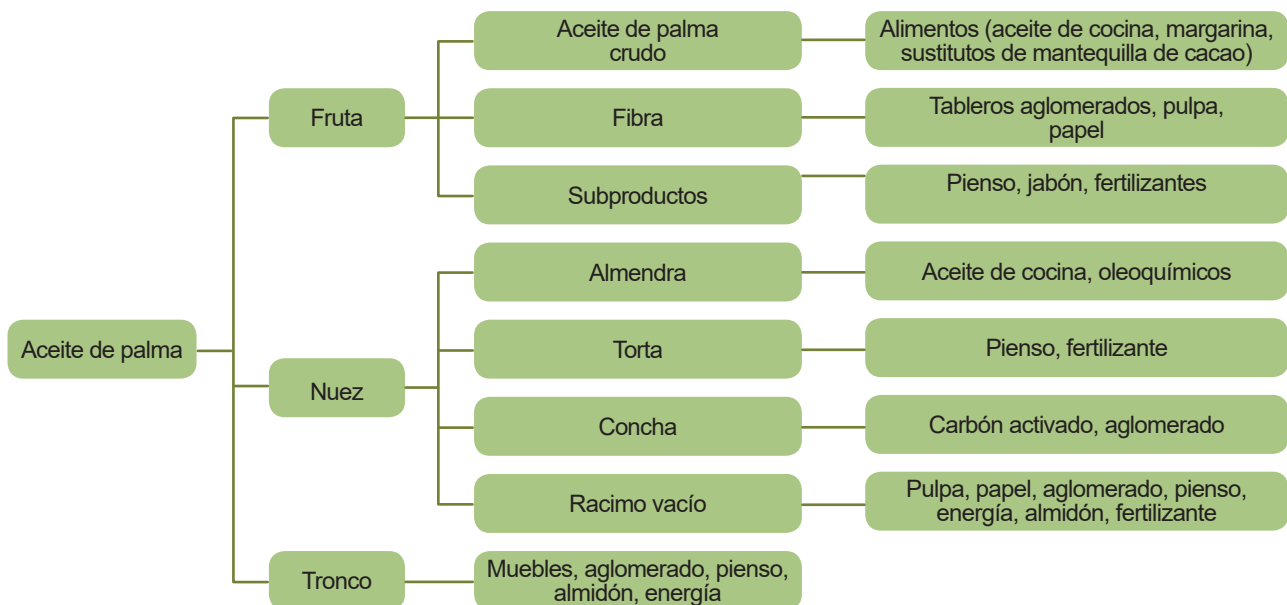 Aceite de palma
Fruta
Aceite de palma
crudo
Alimentos (aceite de cocina, margarina,
sustitutos de mantequilla de cacao)
Fibra
Tableros aglomerados, pulpa,
papel
Subproductos
Pienso, jabón, fertilizantes
Nuez
Almendra
Aceite de cocina, oleoquímicos
Torta
Pienso, fertilizante
Concha
Carbón activado, aglomerado
Racimo vacío
Pulpa, papel, aglomerado, pienso,
energía, almidón, fertilizante
Tronco
Muebles, aglomerado, pienso,
almidón, energía